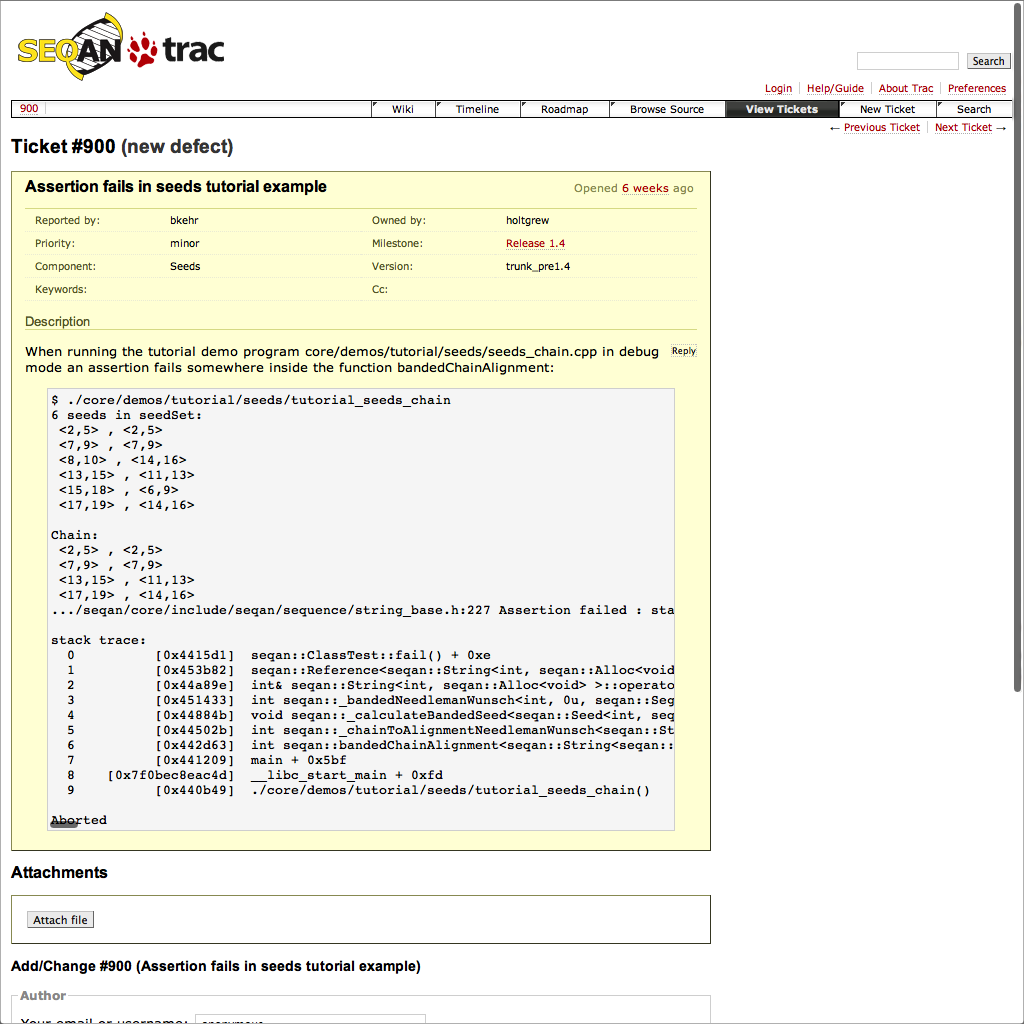 SEQAN trac
Search
Login Help/Guide About Trac Preferences
900 Wiki Timeline Roadmap Browse Source View Tickets New Ticket Search
← Previous Ticket Next Ticket →
Ticket #900 (new defect)
Assertion fails in seeds tutorial example Opened 6 weeks ago
Reported by: bkehr Owned by: holtgrew
Priority: minor Milestone: Release 1.4
Component: Seeds Version: trunk_pre1.4
Keywords: Cc:
Description
When running the tutorial demo program core/demos/tutorial/seeds/seeds_chain.cpp in debug Reply
mode an assertion fails somewhere inside the function bandedChainAlignment:
$ ./core/demos/tutorial/seeds/tutorial_seeds_chain
6 seeds in seedSet:
<2,5> , <2,5>
<7,9> , <7,9>
<8,10> , <14,16>
<13,15> , <11,13>
<15,18> , <6,9>
<17,19> , <14,16>
Chain:
<2,5> , <2,5>
<7,9> , <7,9>
<13,15> , <11,13>
<17,19> , <14,16>
.../seqan/core/include/seqan/sequence/string_base.h:227 Assertion failed : sta
stack trace:
0 [0x4415d1] seqan::ClassTest::fail() + 0xe
1 [0x453b82] seqan::Reference<seqan::String<int, seqan::Alloc<void
2 [0x44a89e] int& seqan::String<int, seqan::Alloc<void> >::operato
3 [0x451433] int seqan::_bandedNeedlemanWunsch<int, 0u, seqan::Seg
4 [0x44884b] void seqan::_calculateBandedSeed<seqan::Seed<int, seq
5 [0x44502b] int seqan::_chainToAlignmentNeedlemanWunsch<seqan::St
6 [0x442d63] int seqan::bandedChainAlignment<seqan::String<seqan::
7 [0x441209] main + 0x5bf
8 [0x7f0bec8eac4d] __libc_start_main + 0xfd
9 [0x440b49] ./core/demos/tutorial/seeds/tutorial_seeds_chain()
Aborted
Attachments
Attach file
Add/Change #900 (Assertion fails in seeds tutorial example)
Author
Your email or username: anonymous